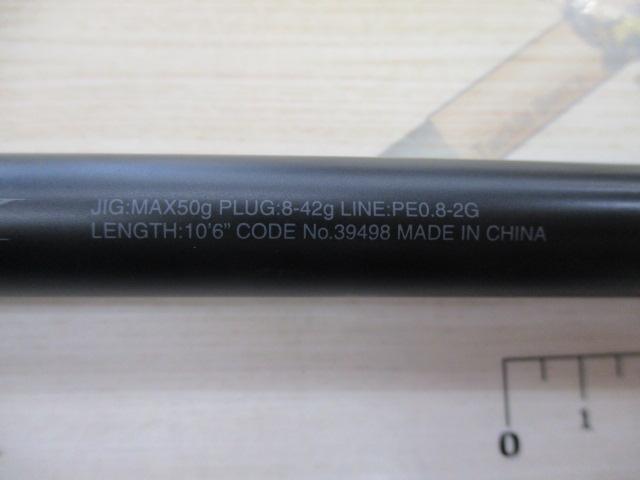 JIG:MAX50g PLUG:8-42g LINE:PE0.8-2G
LENGTH:10'6" CODE No.39498 MADE IN CHINA
0 1